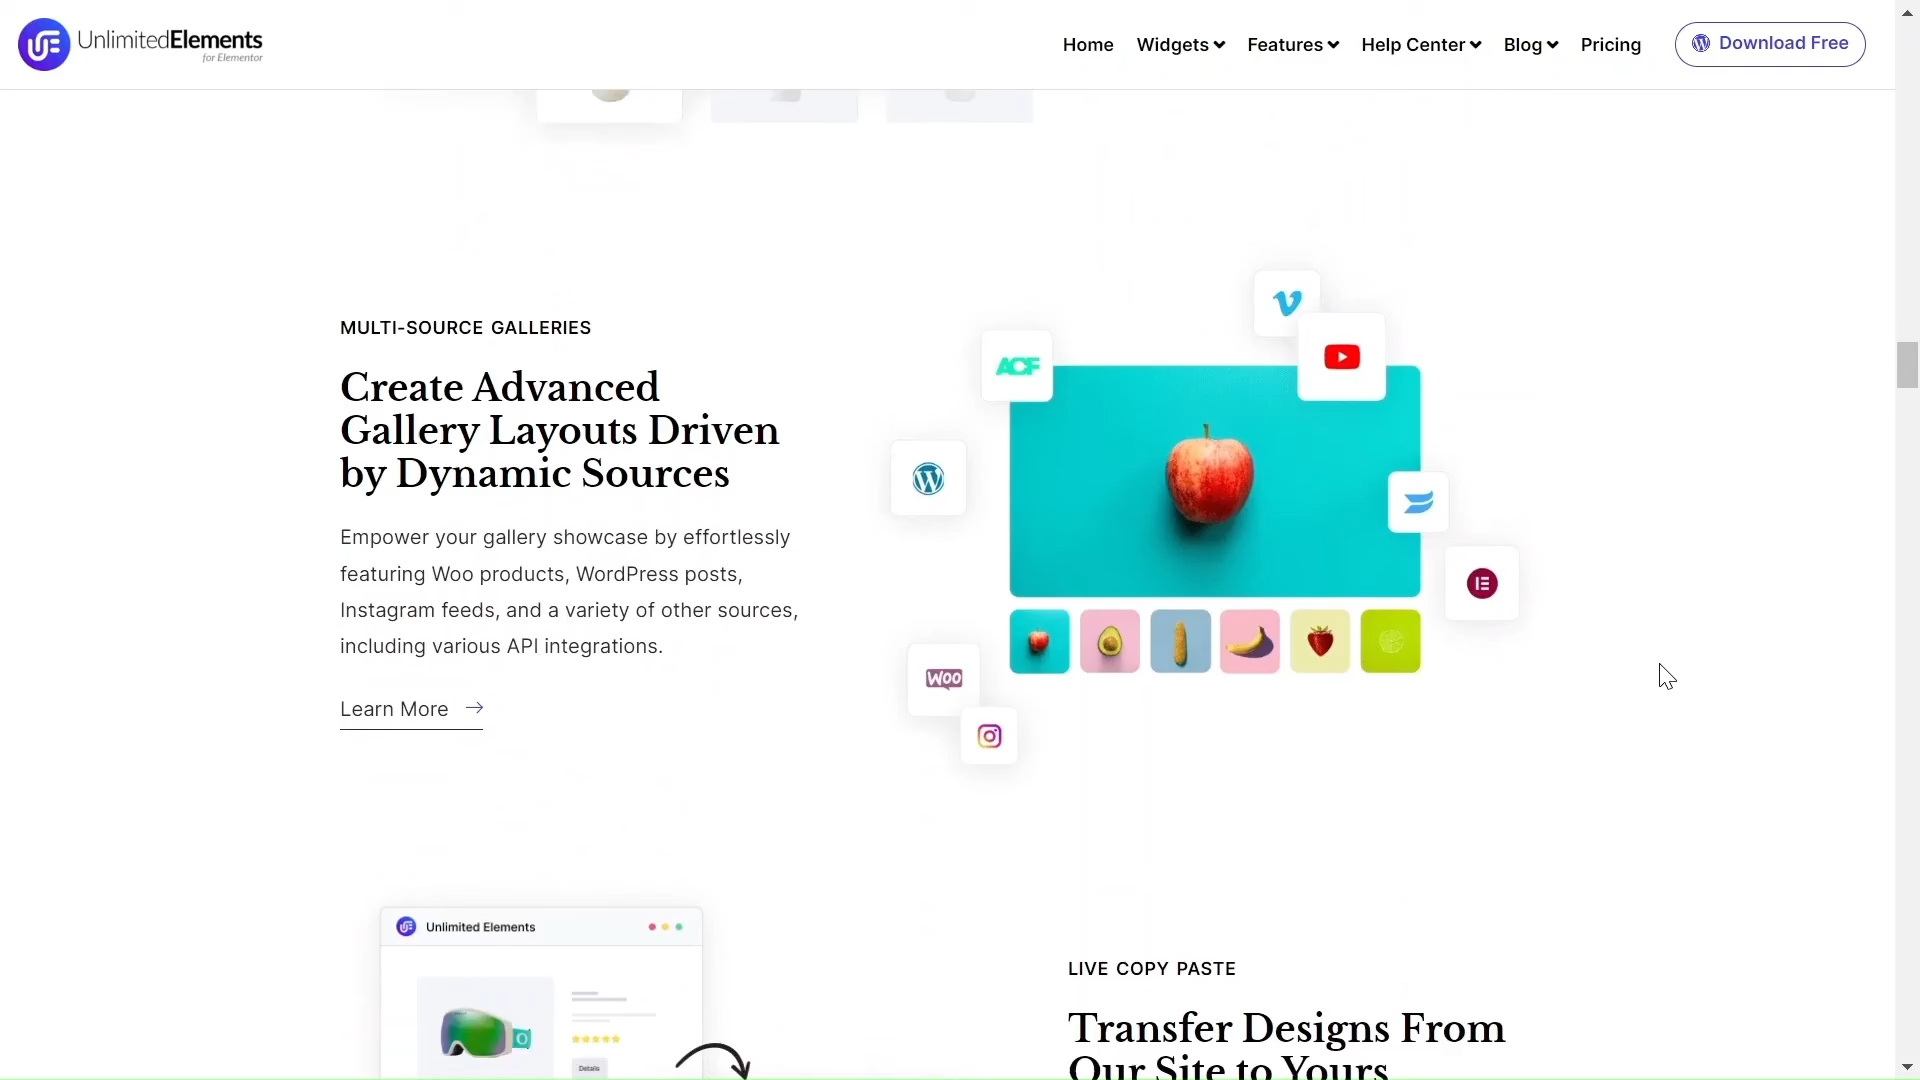 UnlimitedElements
for Elementor
Home
Widgets
Features
Help Center
Blog
Pricing
Download Free
MULTI-SOURCE GALLERIES
Create Advanced
Gallery Layouts Driven
by Dynamic Sources
Empower your gallery showcase by effortlessly
featuring Woo products, WordPress posts,
Instagram feeds, and a variety of other sources,
including various API integrations.
Learn More
ACF
WOO
Unlimited Elements
Details
LIVE COPY PASTE
Transfer Designs From
Our Site to Yours